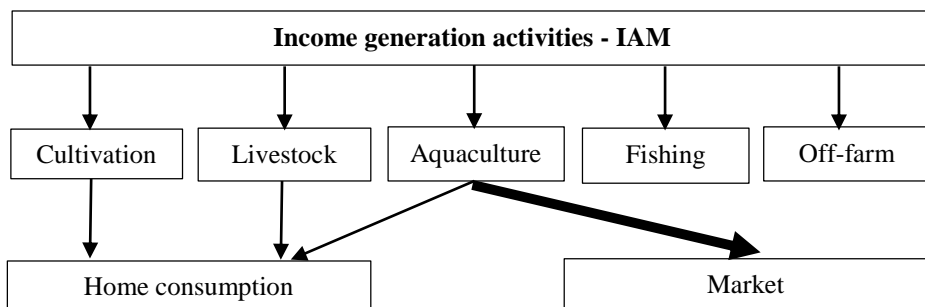 Income generation activities - IAM
Cultivation
Livestock
Aquaculture
Fishing
Off-farm
Home consumption
Market